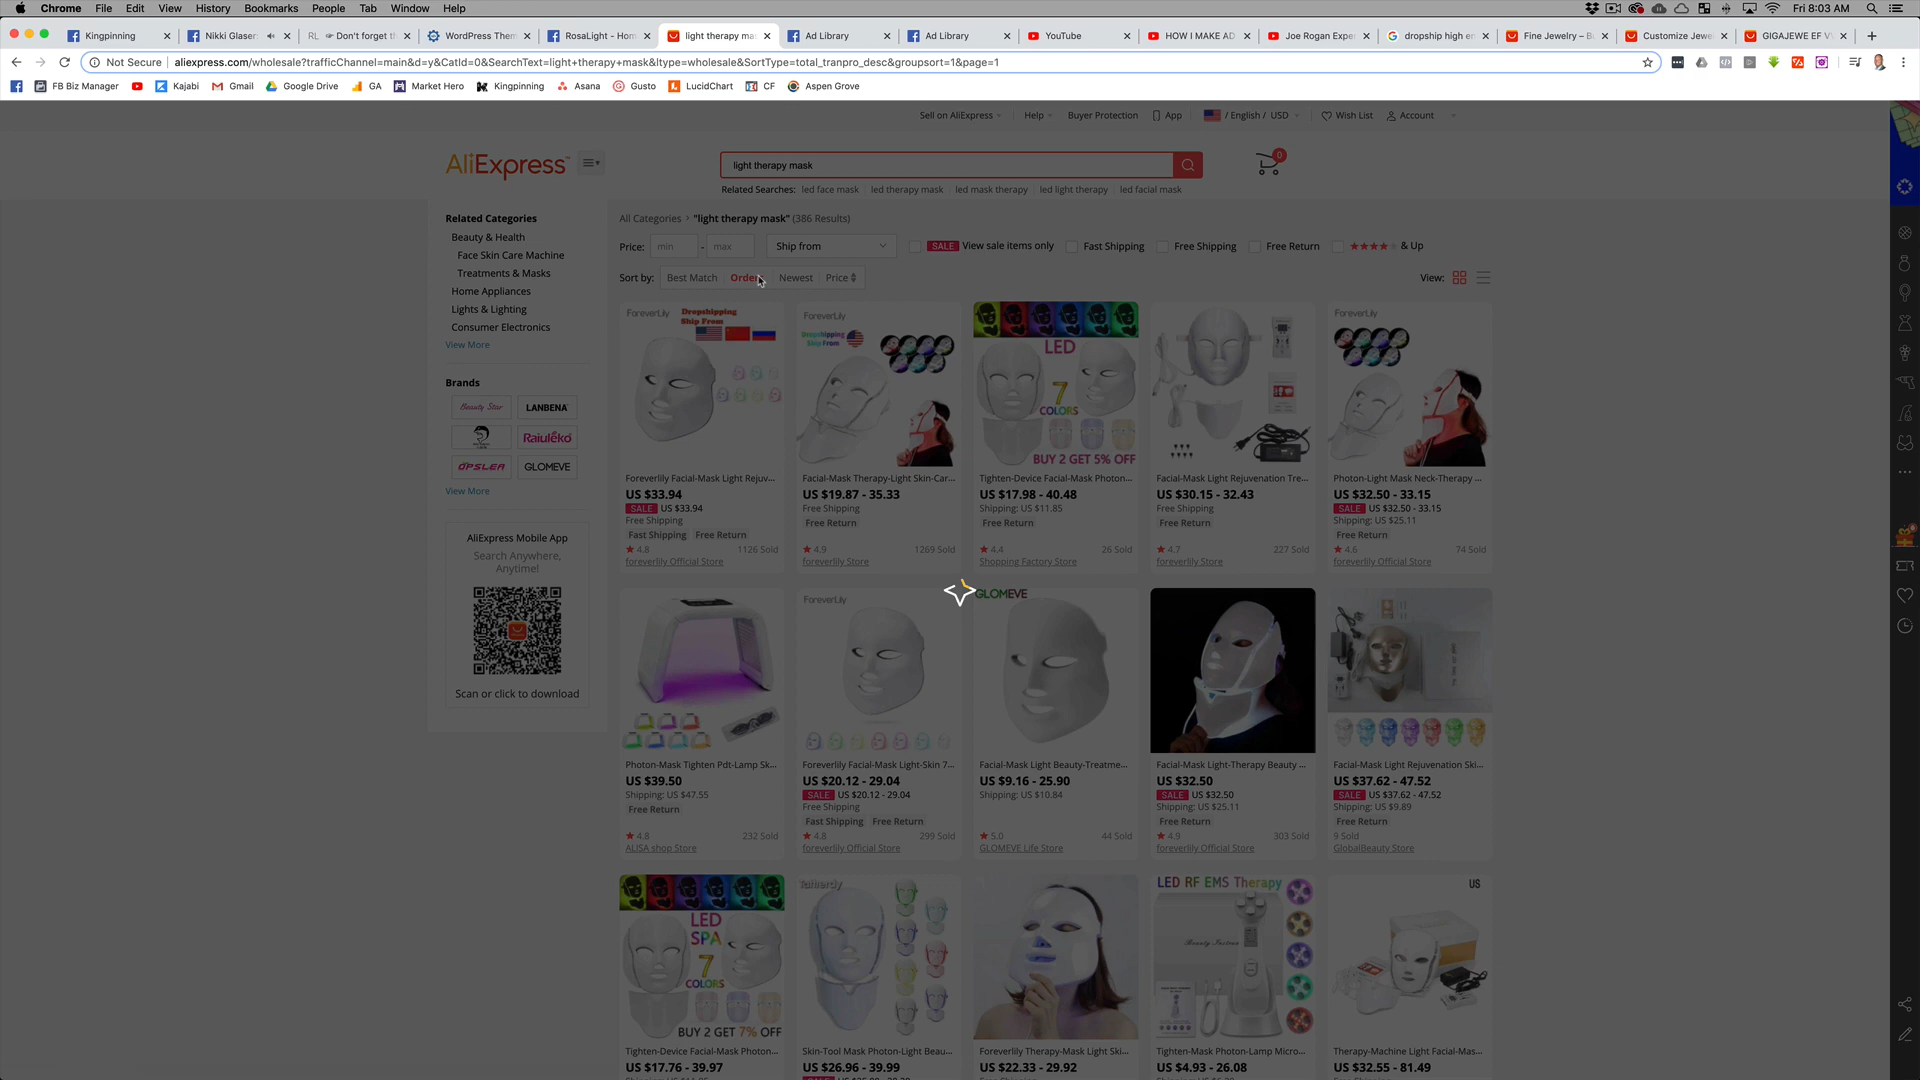 Chrome File Edit View History Bookmarks People Tab Window Help Fri 8:03 AM
Kingpinning Nikki Glaser RL Don't forget th WordPress Them RosaLight - Hom light therapy ma Ad Library Ad Library YouTube HOW I MAKE AD Joe Rogan Expe dropship high en Fine Jewelry – B Customize Jewe GIGAJEWE EF V
Not Secure aliexpress.com/wholesale?trafficChannel=main&d=y&CatId=0&SearchText=light+therapy+mask&ltype=wholesale&SortType=total_tranpro_desc&groupsort=1&page=1
FB Biz Manager Kajabi Gmail Google Drive GA Market Hero Kingpinning Asana Gusto LucidChart CF Aspen Grove
Sell on AliExpress Help Buyer Protection App / English / USD Wish List Account
AliExpress light therapy mask 0
Related Searches: led face mask led therapy mask led mask therapy led light therapy led facial mask
Related Categories
Beauty & Health
Face Skin Care Machine
Treatments & Masks
Home Appliances
Lights & Lighting
Consumer Electronics
View More
Brands
Beauty Star LANBENA
Raiuleko
OPSLER GLOMEVE
View More
AliExpress Mobile App
Search Anywhere,
Anytime!
Scan or click to download
All Categories > "light therapy mask" (386 Results)
Price: min - max Ship from SALE View sale items only Fast Shipping Free Shipping Free Return & Up
Sort by: Best Match Orders Newest Price View:
ForeverLily Dropshipping
Ship From
Foreverlily Facial-Mask Light Rejuv...
US $33.94
SALE US $33.94
Free Shipping
Fast Shipping Free Return
4.8 1126 Sold
foreverlily Official Store
ForeverLily
Dropshipping
Ship From
Facial-Mask Therapy-Light Skin-Car...
US $19.87 - 35.33
Free Shipping
Free Return
4.9 1269 Sold
foreverlily Store
LED
7
COLORS
BUY 2 GET 5% OFF
Tighten-Device Facial-Mask Photon...
US $17.98 - 40.48
Shipping: US $11.85
Free Return
4.4 26 Sold
Shopping Factory Store
Facial-Mask Light Rejuvenation Tre...
US $30.15 - 32.43
Free Shipping
Free Return
4.7 227 Sold
foreverlily Store
ForeverLily
Photon-Light Mask Neck-Therapy ...
US $32.50 - 33.15
SALE US $32.50 - 33.15
Shipping: US $25.11
Free Return
4.6 74 Sold
foreverlily Official Store
Photon-Mask Tighten Pdt-Lamp Sk...
US $39.50
Shipping: US $47.55
Free Return
4.8 232 Sold
ALISA shop Store
ForeverLily
Foreverlily Facial-Mask Light-Skin 7...
US $20.12 - 29.04
SALE US $20.12 - 29.04
Free Shipping
Fast Shipping Free Return
4.8 299 Sold
foreverlily Official Store
GLOMEVE
Facial-Mask Light Beauty-Treatme...
US $9.16 - 25.90
Shipping: US $10.84
5.0 44 Sold
GLOMEVE Life Store
Facial-Mask Light-Therapy Beauty ...
US $32.50
SALE US $32.50
Shipping: US $25.11
Free Return
4.9 303 Sold
foreverlily Official Store
Facial-Mask Light Rejuvenation Ski...
US $37.62 - 47.52
SALE US $37.62 - 47.52
Shipping: US $9.89
Free Return
9 Sold
GlobalBeauty Store
LED
SPA
7
COLORS
BUY 2 GET 7% OFF
Tighten-Device Facial-Mask Photon...
US $17.76 - 39.97
Skin-Tool Mask Photon-Light Beau...
US $26.96 - 39.99
Foreverlily Therapy-Mask Light Ski...
US $22.33 - 29.92
LED RF EMS Therapy
Tighten-Mask Photon-Lamp Micro...
US $4.93 - 26.08
US
Therapy-Machine Light Facial-Mas...
US $32.55 - 81.49